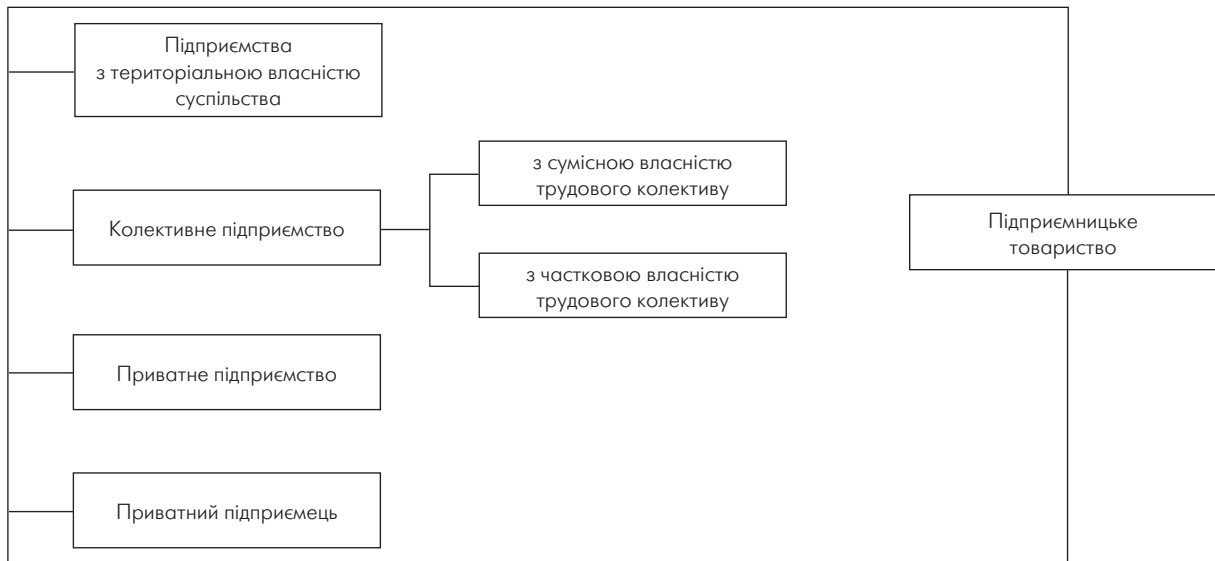 Підприємства
з територіальною власністю
суспільства
Колективне підприємство
з сумісною власністю
трудового колективу
з частковою власністю
трудового колективу
Підприємницьке
товариство
Приватне підприємство
Приватний підприємець